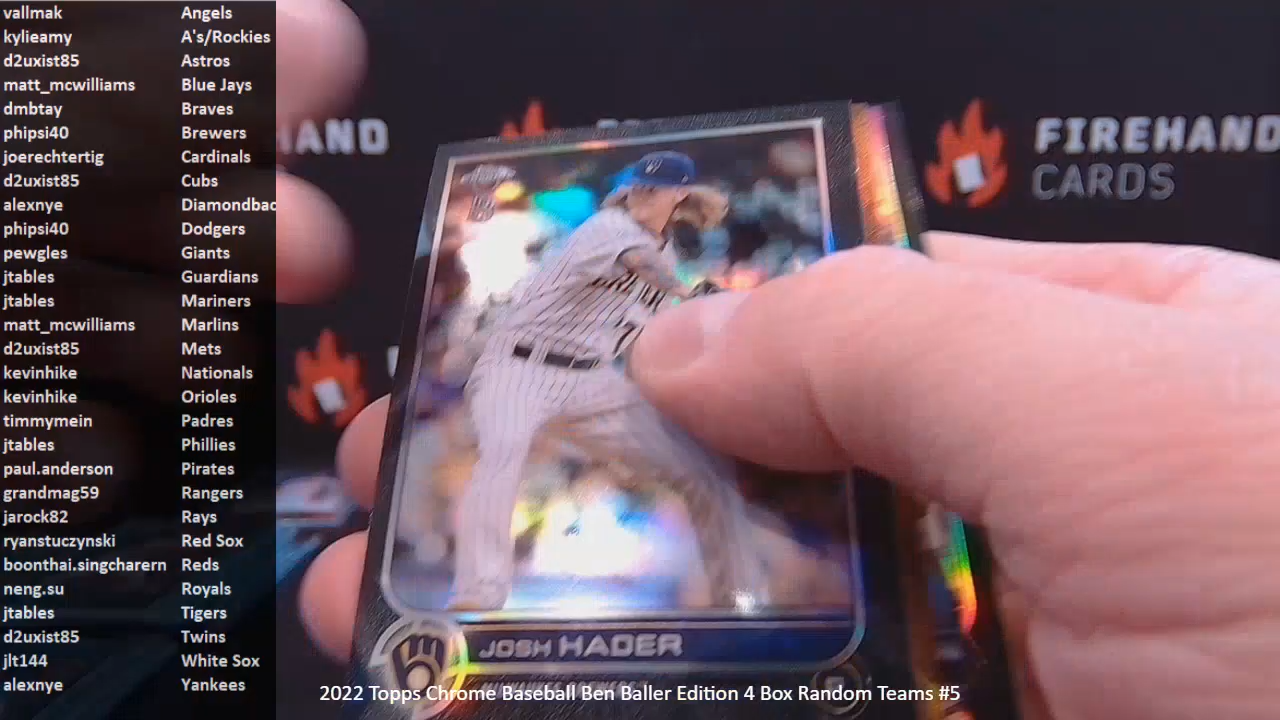 vallmak Angels
kylieamy A's/Rockies
d2uxist85 Astros
matt_mcwilliams Blue Jays
dmbtay Braves
phipsi40 Brewers
joerechtertig Cardinals
d2uxist85 Cubs
alexnye Diamondbac
phipsi40 Dodgers
pewgles Giants
jtables Guardians
jtables Mariners
matt_mcwilliams Marlins
d2uxist85 Mets
kevinhike Nationals
kevinhike Orioles
timmymein Padres
jtables Phillies
paul.anderson Pirates
grandmag59 Rangers
jarock82 Rays
ryanstuczynski Red Sox
boonthai.singcharern Reds
neng.su Royals
jtables Tigers
d2uxist85 Twins
jlt144 White Sox
alexnye Yankees
HAND
FIREHAND
CARDS
JOSH HADER
2022 Topps Chrome Baseball Ben Baller Edition 4 Box Random Teams #5